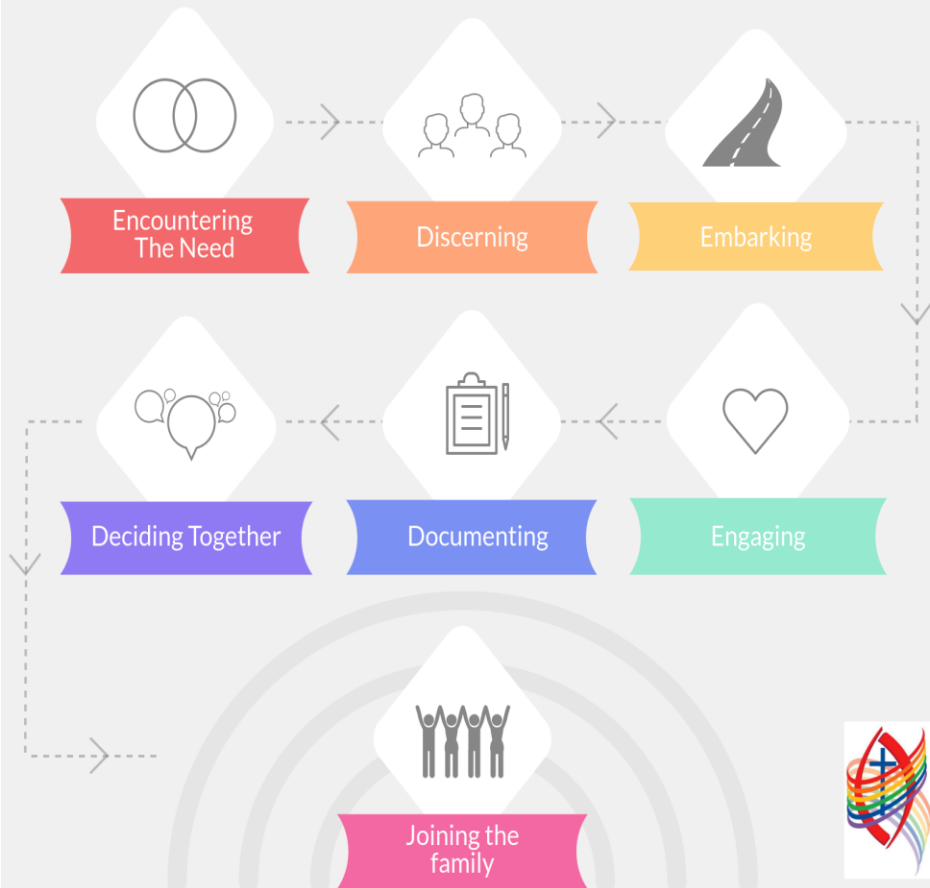 Encountering
The Need
Discerning
Embarking
Engaging
Documenting
Deciding Together
Joining the
family